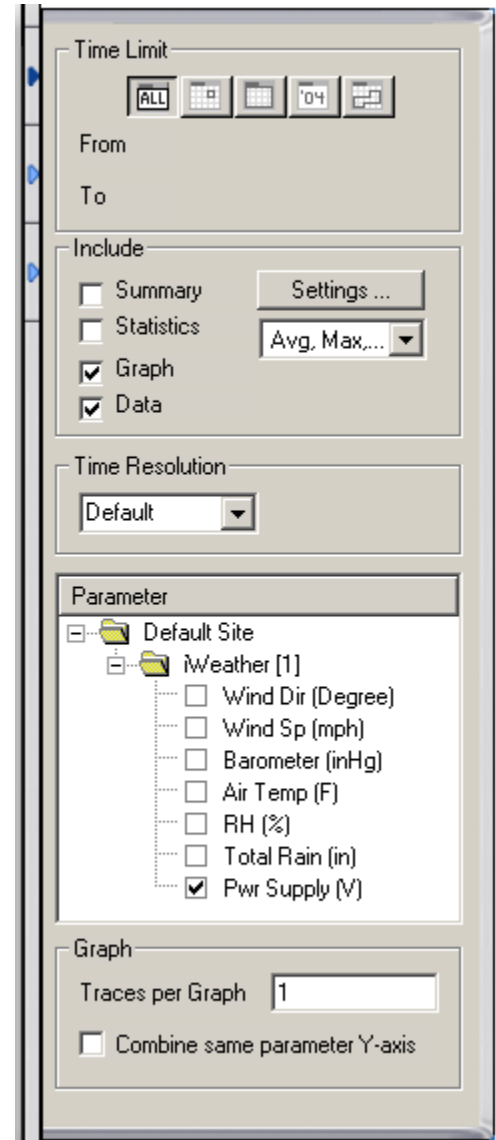 Time Limit
ALL '04
From
To
Include
Summary Settings ...
Statistics Avg, Max,...
Graph
Data
Time Resolution
Default
Parameter
Default Site
iWeather [1]
Wind Dir (Degree)
Wind Sp (mph)
Barometer (inHg)
Air Temp (F)
RH (%)
Total Rain (in)
Pwr Supply (V)
Graph
Traces per Graph 1
Combine same parameter Y-axis